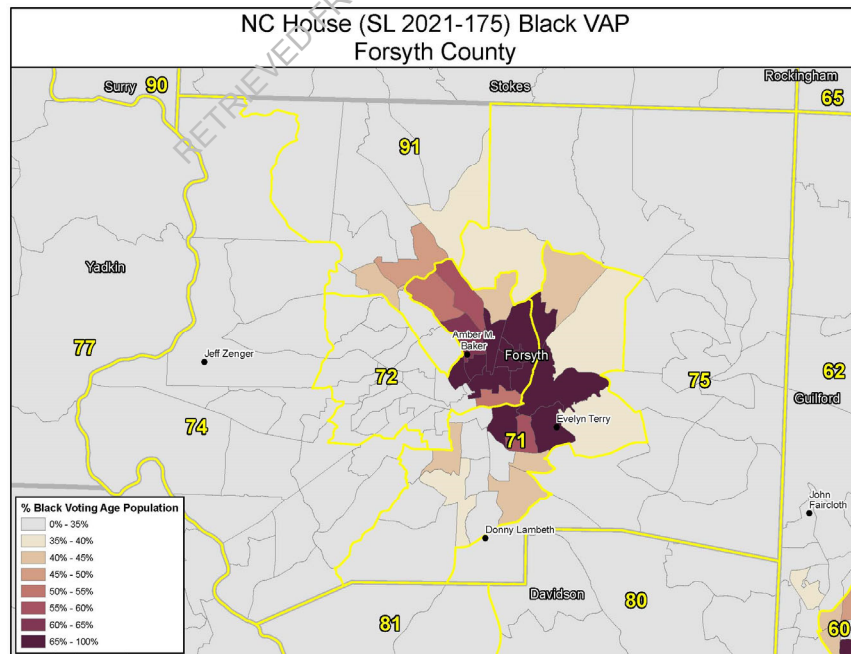 NC House (SL 2021-175) Black VAP
Forsyth County
RETRIEVED FR
Surry
90
Stokes
Rockingham
65
91
Yadkin
77
Jeff Zenger
72
Amber M.
Baker
Forsyth
75
62
Guilford
74
71
Evelyn Terry
John
Faircloth
Donny Lambeth
Davidson
80
81
60
% Black Voting Age Population
0% - 35%
35% - 40%
40% - 45%
45% - 50%
50% - 55%
55% - 60%
60% - 65%
65% - 100%